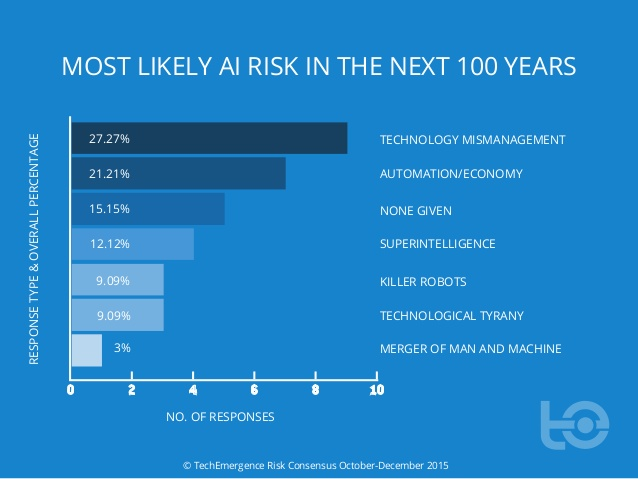 MOST LIKELY AI RISK IN THE NEXT 100 YEARS
RESPONSE TYPE & OVERALL PERCENTAGE
27.27% TECHNOLOGY MISMANAGEMENT
21.21% AUTOMATION/ECONOMY
15.15% NONE GIVEN
12.12% SUPERINTELLIGENCE
9.09% KILLER ROBOTS
9.09% TECHNOLOGICAL TYRANY
3% MERGER OF MAN AND MACHINE
0 2 4 6 8 10
NO. OF RESPONSES
© TechEmergence Risk Consensus October-December 2015